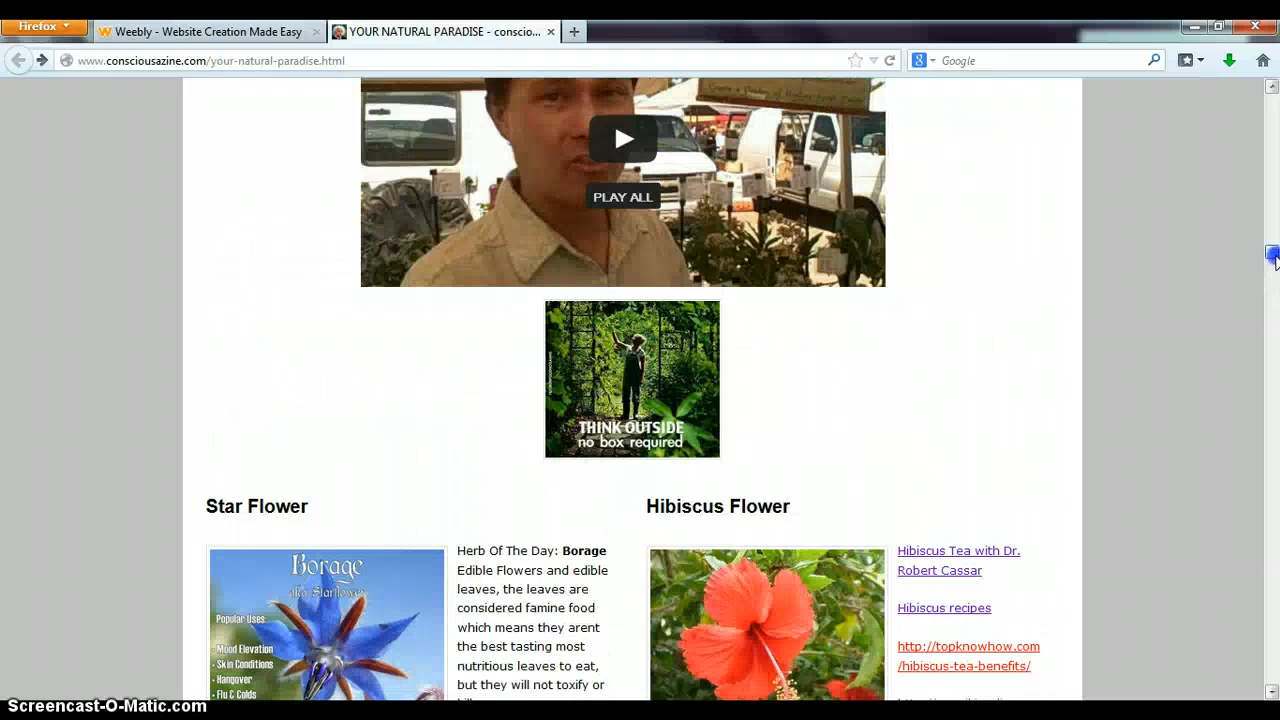 Firefox
Weebly - Website Creation Made Easy
YOUR NATURAL PARADISE - conscio...
www.consciousazine.com/your-natural-paradise.html
Google
PLAY ALL
THINK OUTSIDE
no box required
Star Flower
Hibiscus Flower
Borage
aka Starflower
Popular Uses:
- Mood Elevation
- Skin Conditions
- Hangover
- Flu & Colds
Herb Of The Day: Borage
Edible Flowers and edible
leaves, the leaves are
considered famine food
which means they arent
the best tasting most
nutritious leaves to eat,
but they will not toxify or
Hibiscus Tea with Dr.
Robert Cassar
Hibiscus recipes
http://topknowhow.com
/hibiscus-tea-benefits/
Screencast-O-Matic.com